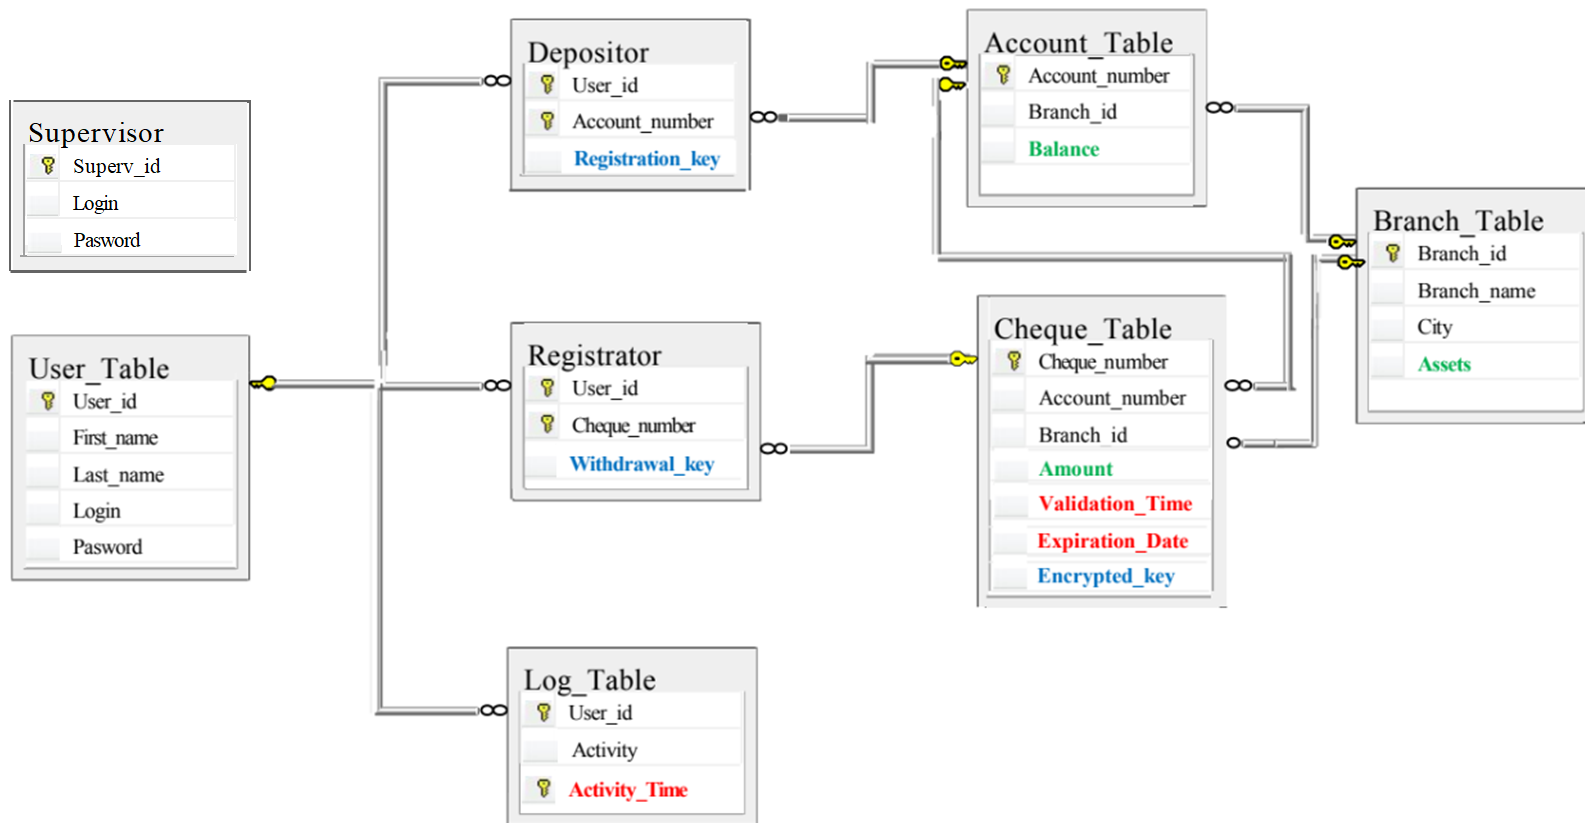 Supervisor
Superv_id
Login
Pasword
User_Table
User_id
First_name
Last_name
Login
Pasword
Depositor
User_id
Account_number
Registration_key
Registrator
User_id
Cheque_number
Withdrawal_key
Log_Table
User_id
Activity
Activity_Time
Account_Table
Account_number
Branch_id
Balance
Cheque_Table
Cheque_number
Account_number
Branch_id
Amount
Validation_Time
Expiration_Date
Encrypted_key
Branch_Table
Branch_id
Branch_name
City
Assets